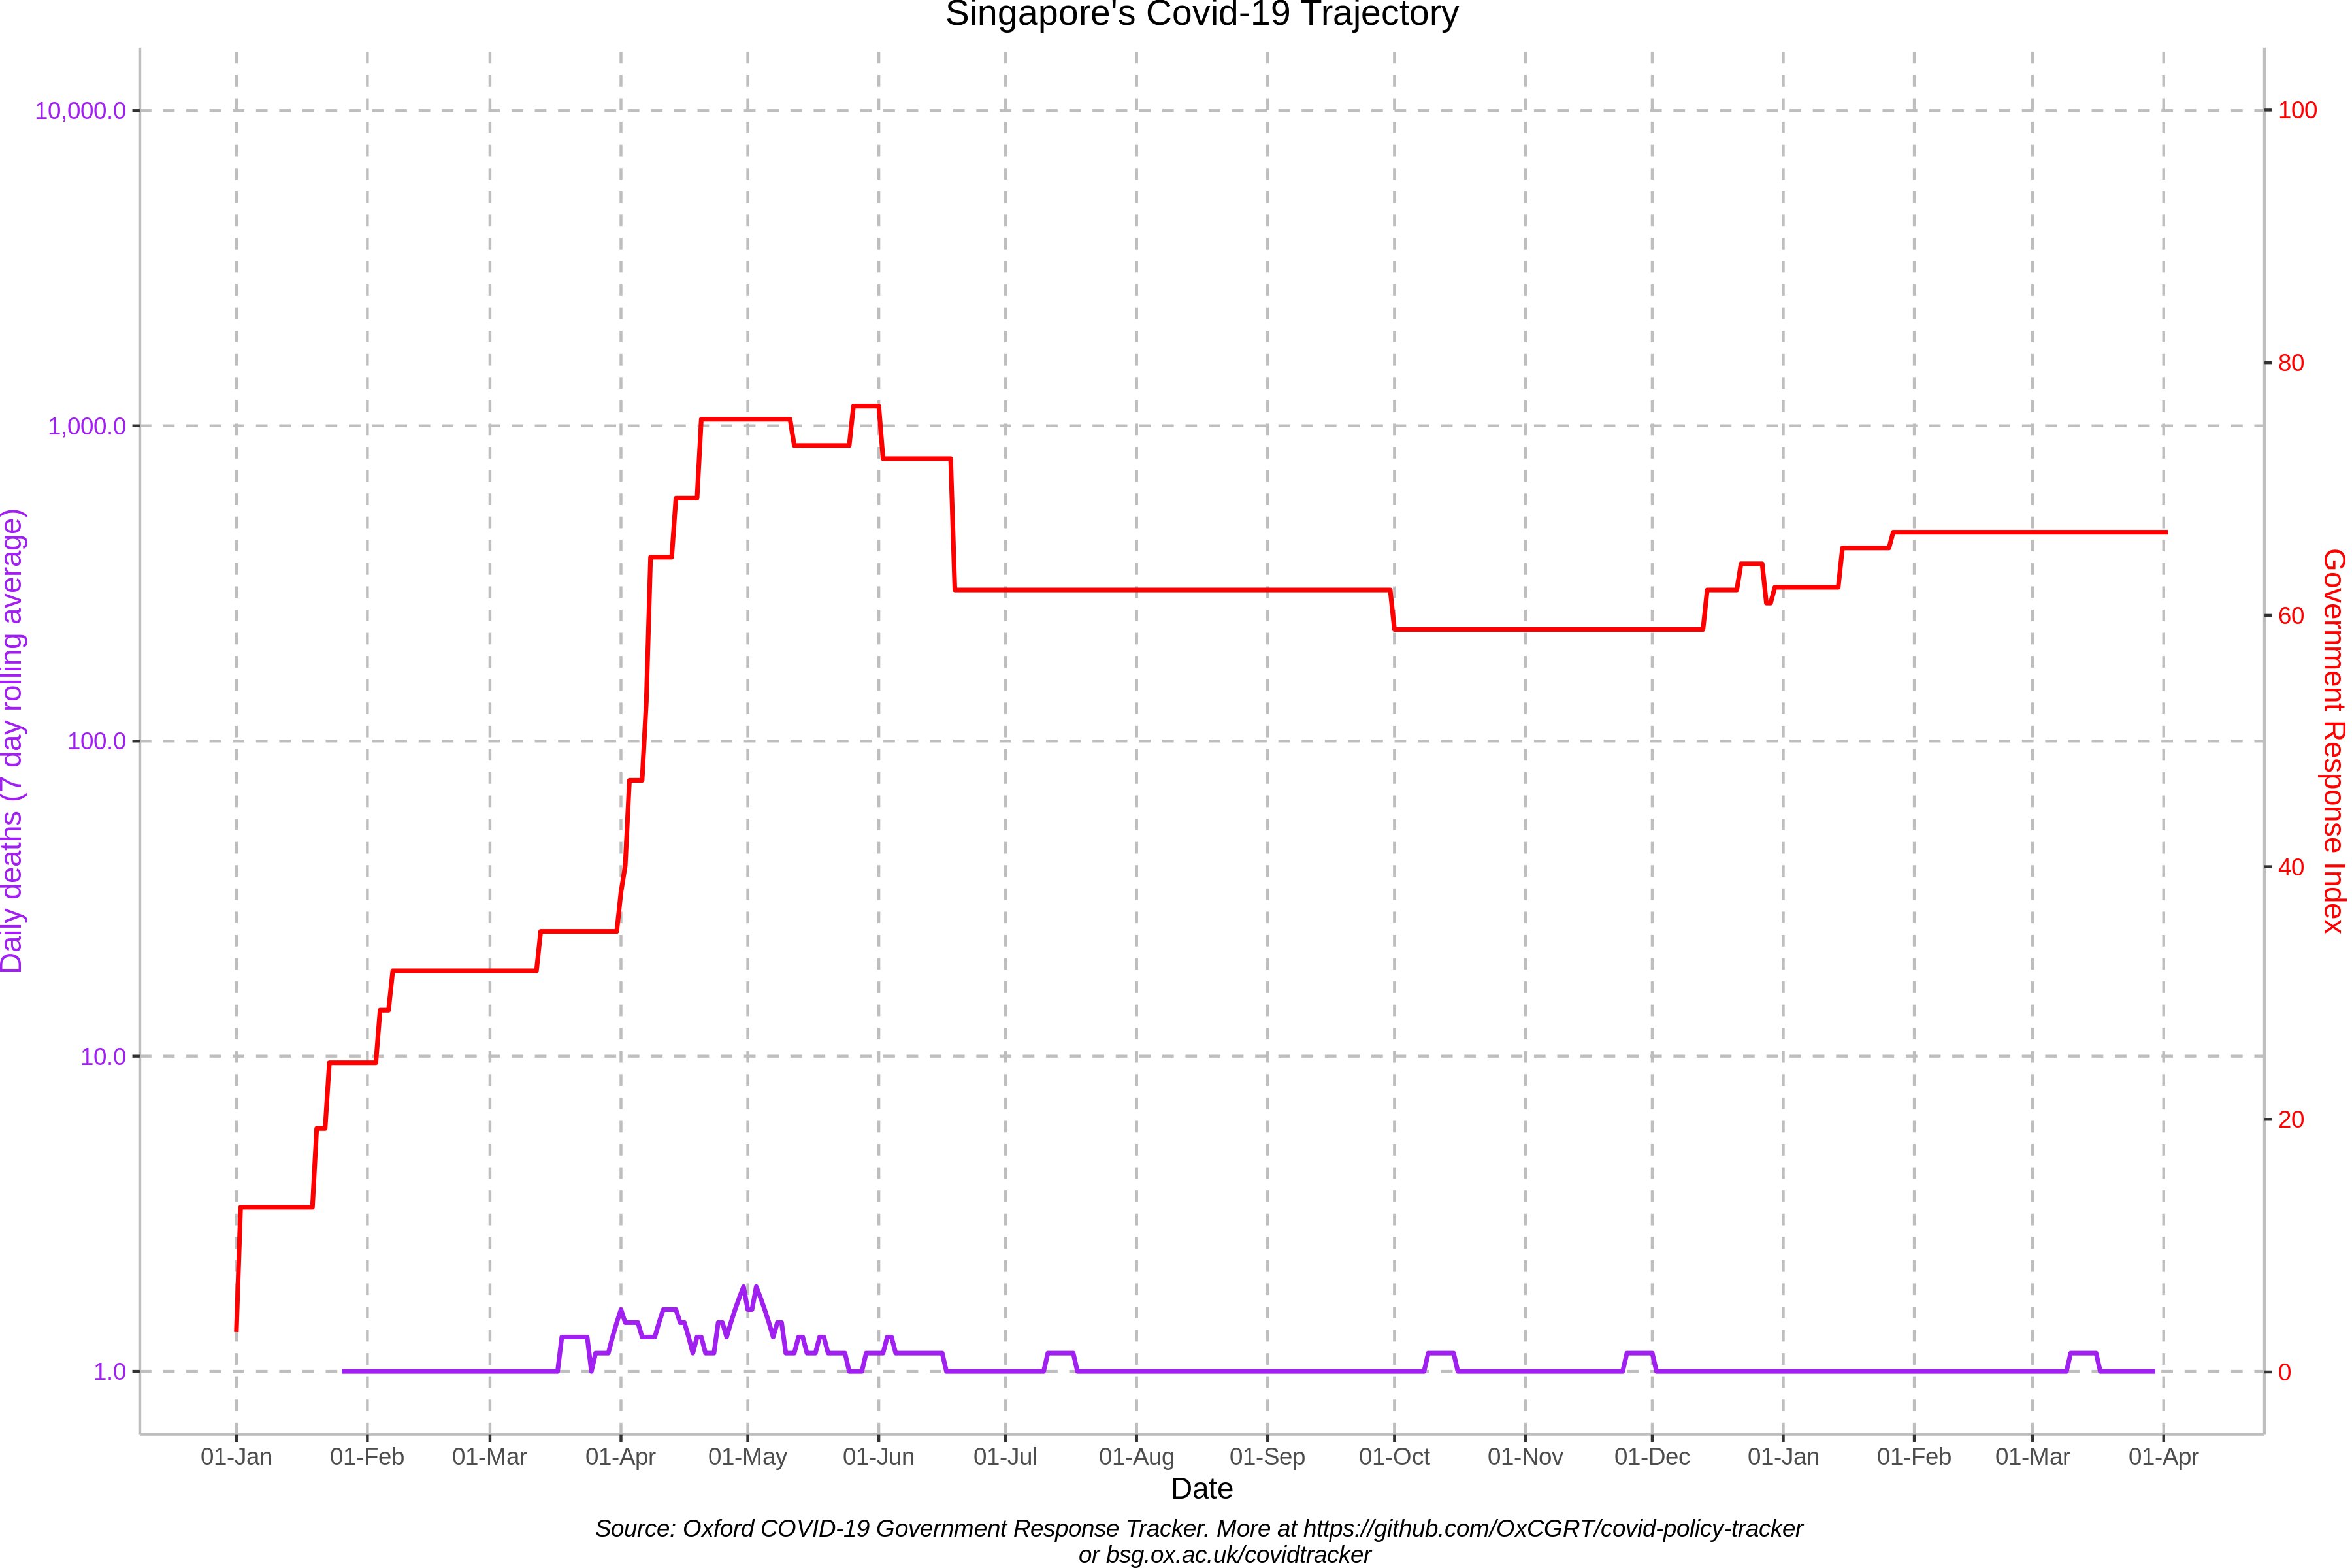 Singapore's Covid-19 Trajectory
10,000.0
1,000.0
100.0
10.0
1.0
Daily deaths (7 day rolling average)
100
80
60
40
20
0
Government Response Index
01-Jan 01-Feb 01-Mar 01-Apr 01-May 01-Jun 01-Jul 01-Aug 01-Sep 01-Oct 01-Nov 01-Dec 01-Jan 01-Feb 01-Mar 01-Apr
Date
Source: Oxford COVID-19 Government Response Tracker. More at https://github.com/OxCGRT/covid-policy-tracker
or bsg.ox.ac.uk/covidtracker